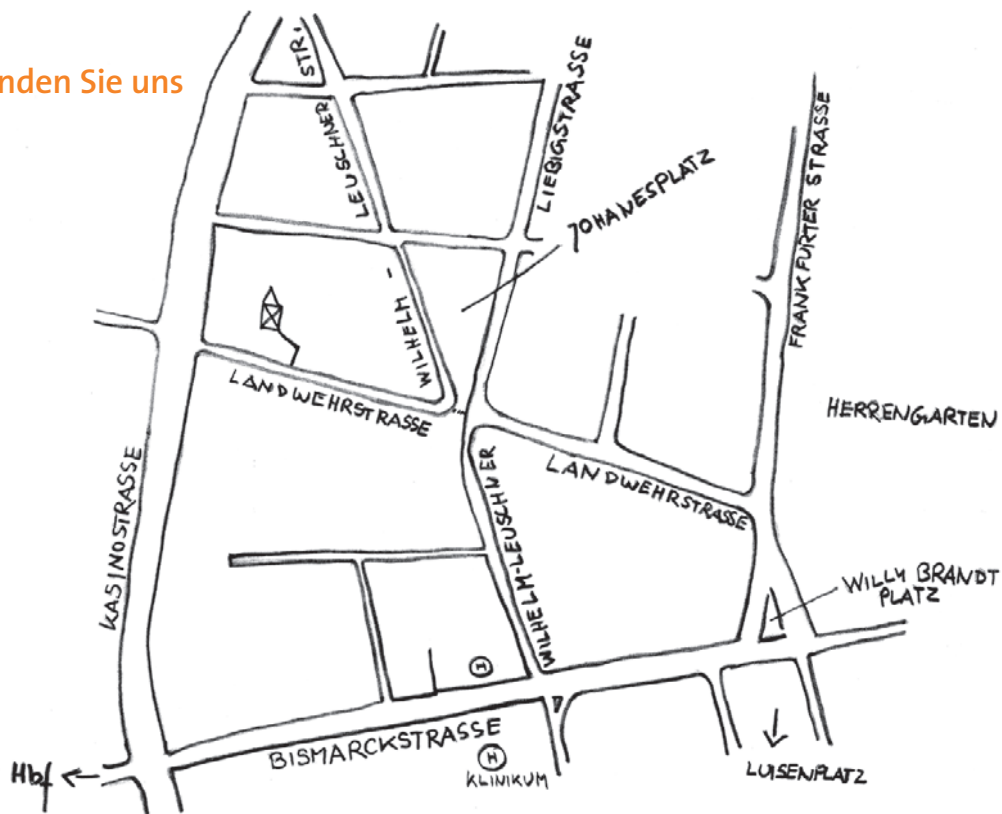 nden Sie uns
STR.
LEUSCHNER
WILHELM -
LIEBIGSTRASSE
JOHANESPLATZ
FRANKFURTER STRASSE
LANDWEHRSTRASSE
HERRENGARTEN
LANDWEHRSTRASSE
KASINOSTRASSE
WILHELM-LEUSCHNER
WILLY BRANDT
PLATZ
H
BISMARCKSTRASSE
H
KLINIKUM
Hbf
LUISENPLATZ